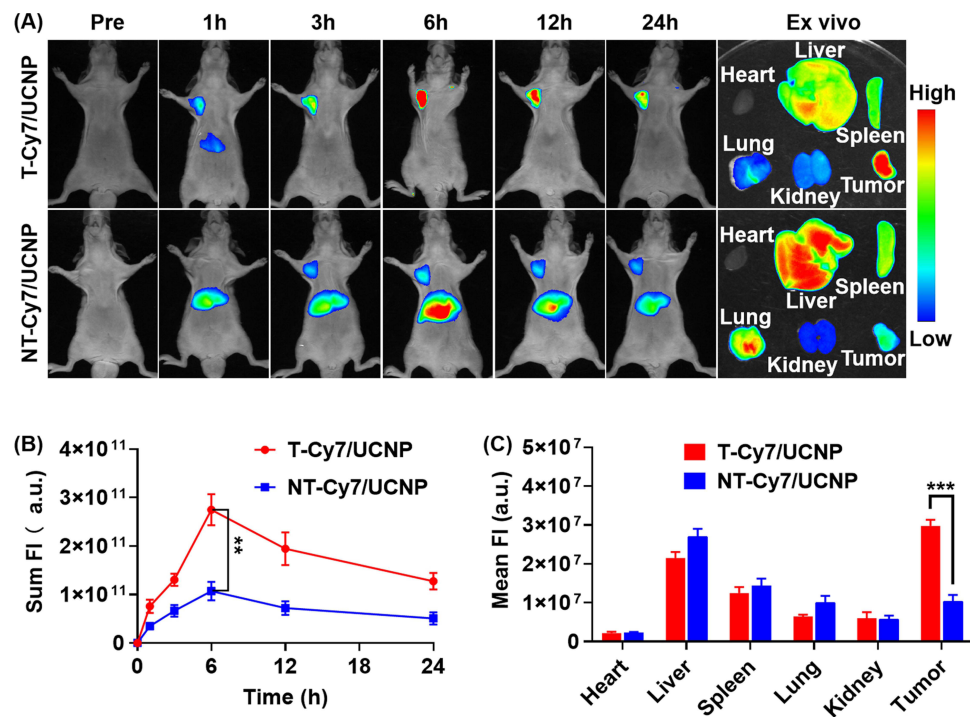 (A)
Pre 1h 3h 6h 12h 24h Ex vivo
T-Cy7/UCNP
Liver
Heart
Spleen
Lung
Kidney
Tumor
NT-Cy7/UCNP
Heart
Liver
Spleen
Lung
Kidney
Tumor
High
Low
(B)
Sum FI ( a.u.)
4×10¹¹
3×10¹¹
2×10¹¹
1×10¹¹
0
T-Cy7/UCNP
NT-Cy7/UCNP
**
0 6 12 18 24
Time (h)
(C)
Mean FI (a.u.)
5×10⁷
4×10⁷
3×10⁷
2×10⁷
1×10⁷
0
T-Cy7/UCNP
NT-Cy7/UCNP
***
Heart
Liver
Spleen
Lung
Kidney
Tumor